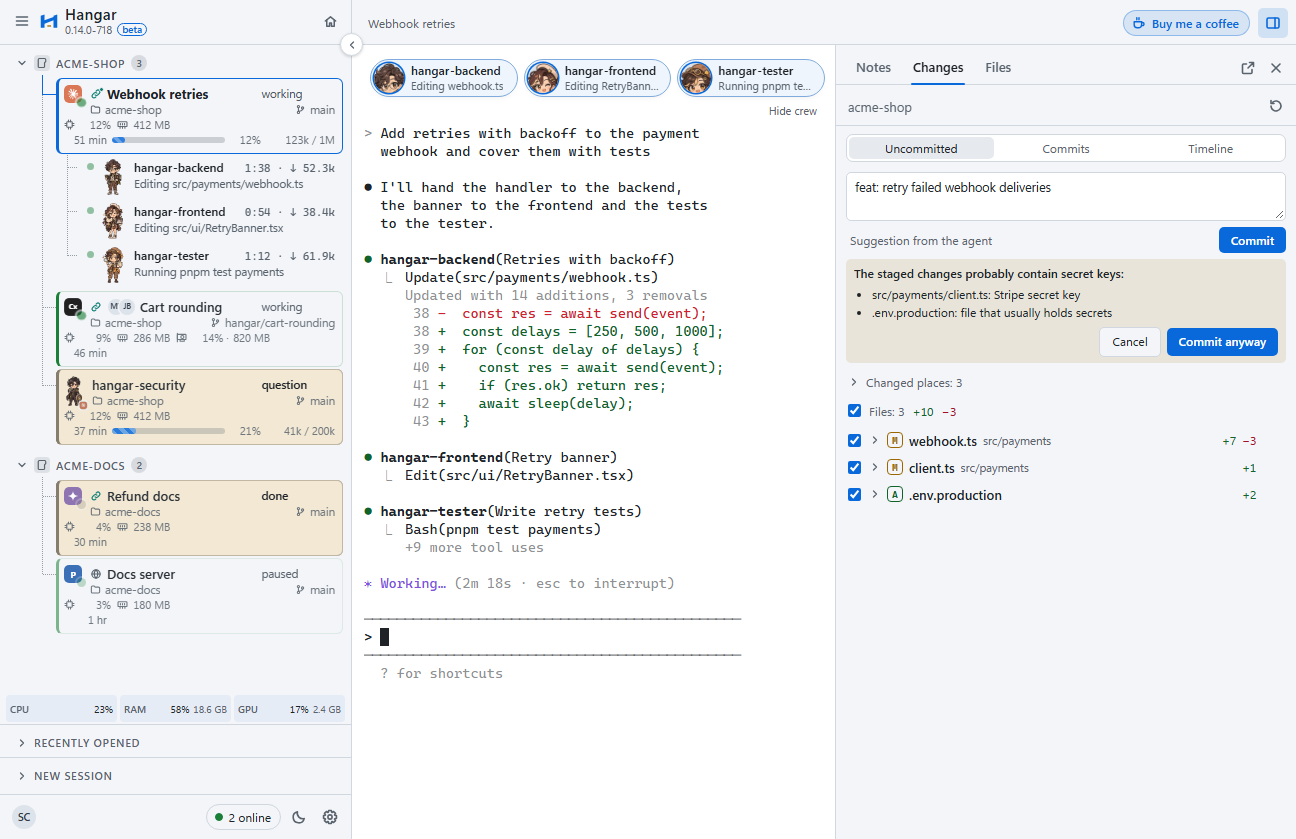 Hangar
0.14.0-718 beta
ACME-SHOP 3
Webhook retries working
acme-shop main
12% 412 MB
51 min 12% 123k / 1M
hangar-backend 1:38 · ↓ 52.3k
Editing src/payments/webhook.ts
hangar-frontend 0:54 · ↓ 38.4k
Editing src/ui/RetryBanner.tsx
hangar-tester 1:12 · ↓ 61.9k
Running pnpm test payments
Cx M JB Cart rounding working
acme-shop hangar/cart-rounding
9% 286 MB 14% · 820 MB
46 min
hangar-security question
acme-shop main
12% 412 MB
37 min 21% 41k / 200k
ACME-DOCS 2
Refund docs done
acme-docs main
4% 238 MB
30 min
P Docs server paused
acme-docs main
3% 180 MB
1 hr
CPU 23% RAM 58% 18.6 GB GPU 17% 2.4 GB
RECENTLY OPENED
NEW SESSION
SC 2 online
Webhook retries
Buy me a coffee
hangar-backend
Editing webhook.ts
hangar-frontend
Editing RetryBann...
hangar-tester
Running pnpm te...
Hide crew
> Add retries with backoff to the payment
webhook and cover them with tests
● I'll hand the handler to the backend,
the banner to the frontend and the tests
to the tester.
● hangar-backend(Retries with backoff)
⎿ Update(src/payments/webhook.ts)
Updated with 14 additions, 3 removals
38 - const res = await send(event);
38 + const delays = [250, 500, 1000];
39 + for (const delay of delays) {
40 + const res = await send(event);
41 + if (res.ok) return res;
42 + await sleep(delay);
43 + }
● hangar-frontend(Retry banner)
⎿ Edit(src/ui/RetryBanner.tsx)
● hangar-tester(Write retry tests)
⎿ Bash(pnpm test payments)
+9 more tool uses
* Working… (2m 18s · esc to interrupt)
>
? for shortcuts
Notes Changes Files
acme-shop
Uncommitted Commits Timeline
feat: retry failed webhook deliveries
Suggestion from the agent Commit
The staged changes probably contain secret keys:
• src/payments/client.ts: Stripe secret key
• .env.production: file that usually holds secrets
Cancel Commit anyway
Changed places: 3
Files: 3 +10 −3
M webhook.ts src/payments +7 −3
M client.ts src/payments +1
A .env.production +2